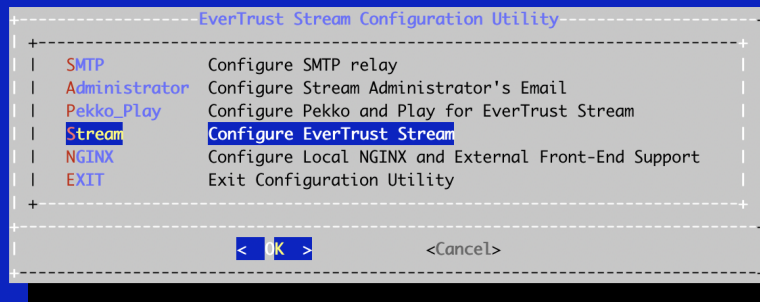 EverTrust Stream Configuration Utility
SMTP Configure SMTP relay
Administrator Configure Stream Administrator's Email
Pekko_Play Configure Pekko and Play for EverTrust Stream
Stream Configure EverTrust Stream
NGINX Configure Local NGINX and External Front-End Support
EXIT Exit Configuration Utility
< OK > <Cancel>